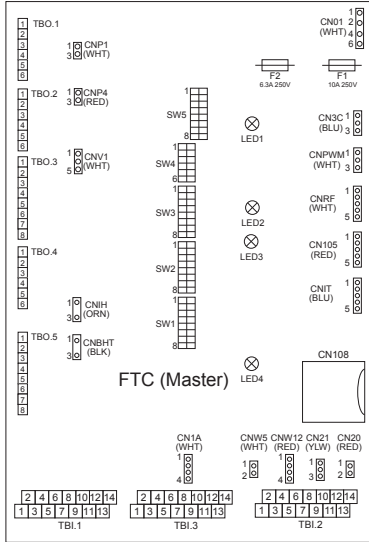 TBO.1
1
2
3
4
5
6
1
3
CNP1
(WHT)
CN01
(WHT)
1
2
4
6
F2
6.3A 250V
F1
10A 250V
TBO.2
1
2
3
4
5
6
1
3
CNP4
(RED)
SW5
1
8
LED1
CN3C
(BLU)
1
3
TBO.3
1
2
3
4
5
6
7
8
1
5
CNV1
(WHT)
SW4
1
6
CNPWM
(WHT)
1
3
SW3
1
8
LED2
CNRF
(WHT)
1
5
TBO.4
1
2
3
4
5
6
SW2
1
8
LED3
CN105
(RED)
1
5
CNIT
(BLU)
1
5
1
3
CNIH
(ORN)
SW1
1
8
TBO.5
1
2
3
4
5
6
7
8
1
3
CNBHT
(BLK)
FTC (Master)
LED4
CN108
CN1A
(WHT)
1
4
CNW5
(WHT)
1
2
CNW12
(RED)
1
4
CN21
(YLW)
1
3
CN20
(RED)
1
2
2 4 6 8 10 12 14
1 3 5 7 9 11 13
TBI.1
2 4 6 8 10 12 14
1 3 5 7 9 11 13
TBI.3
2 4 6 8 10 12 14
1 3 5 7 9 11 13
TBI.2